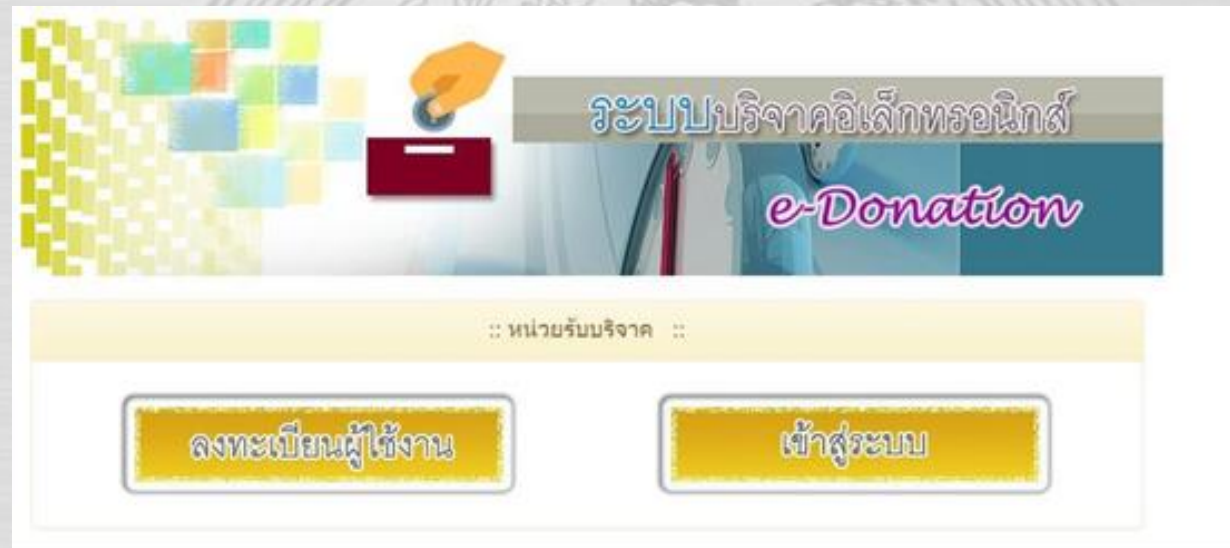 ระบบบริจาคอิเล็กทรอนิกส์
e-Donation
:: หน่วยรับบริจาค ::
ลงทะเบียนผู้ใช้งาน
เข้าสู่ระบบ